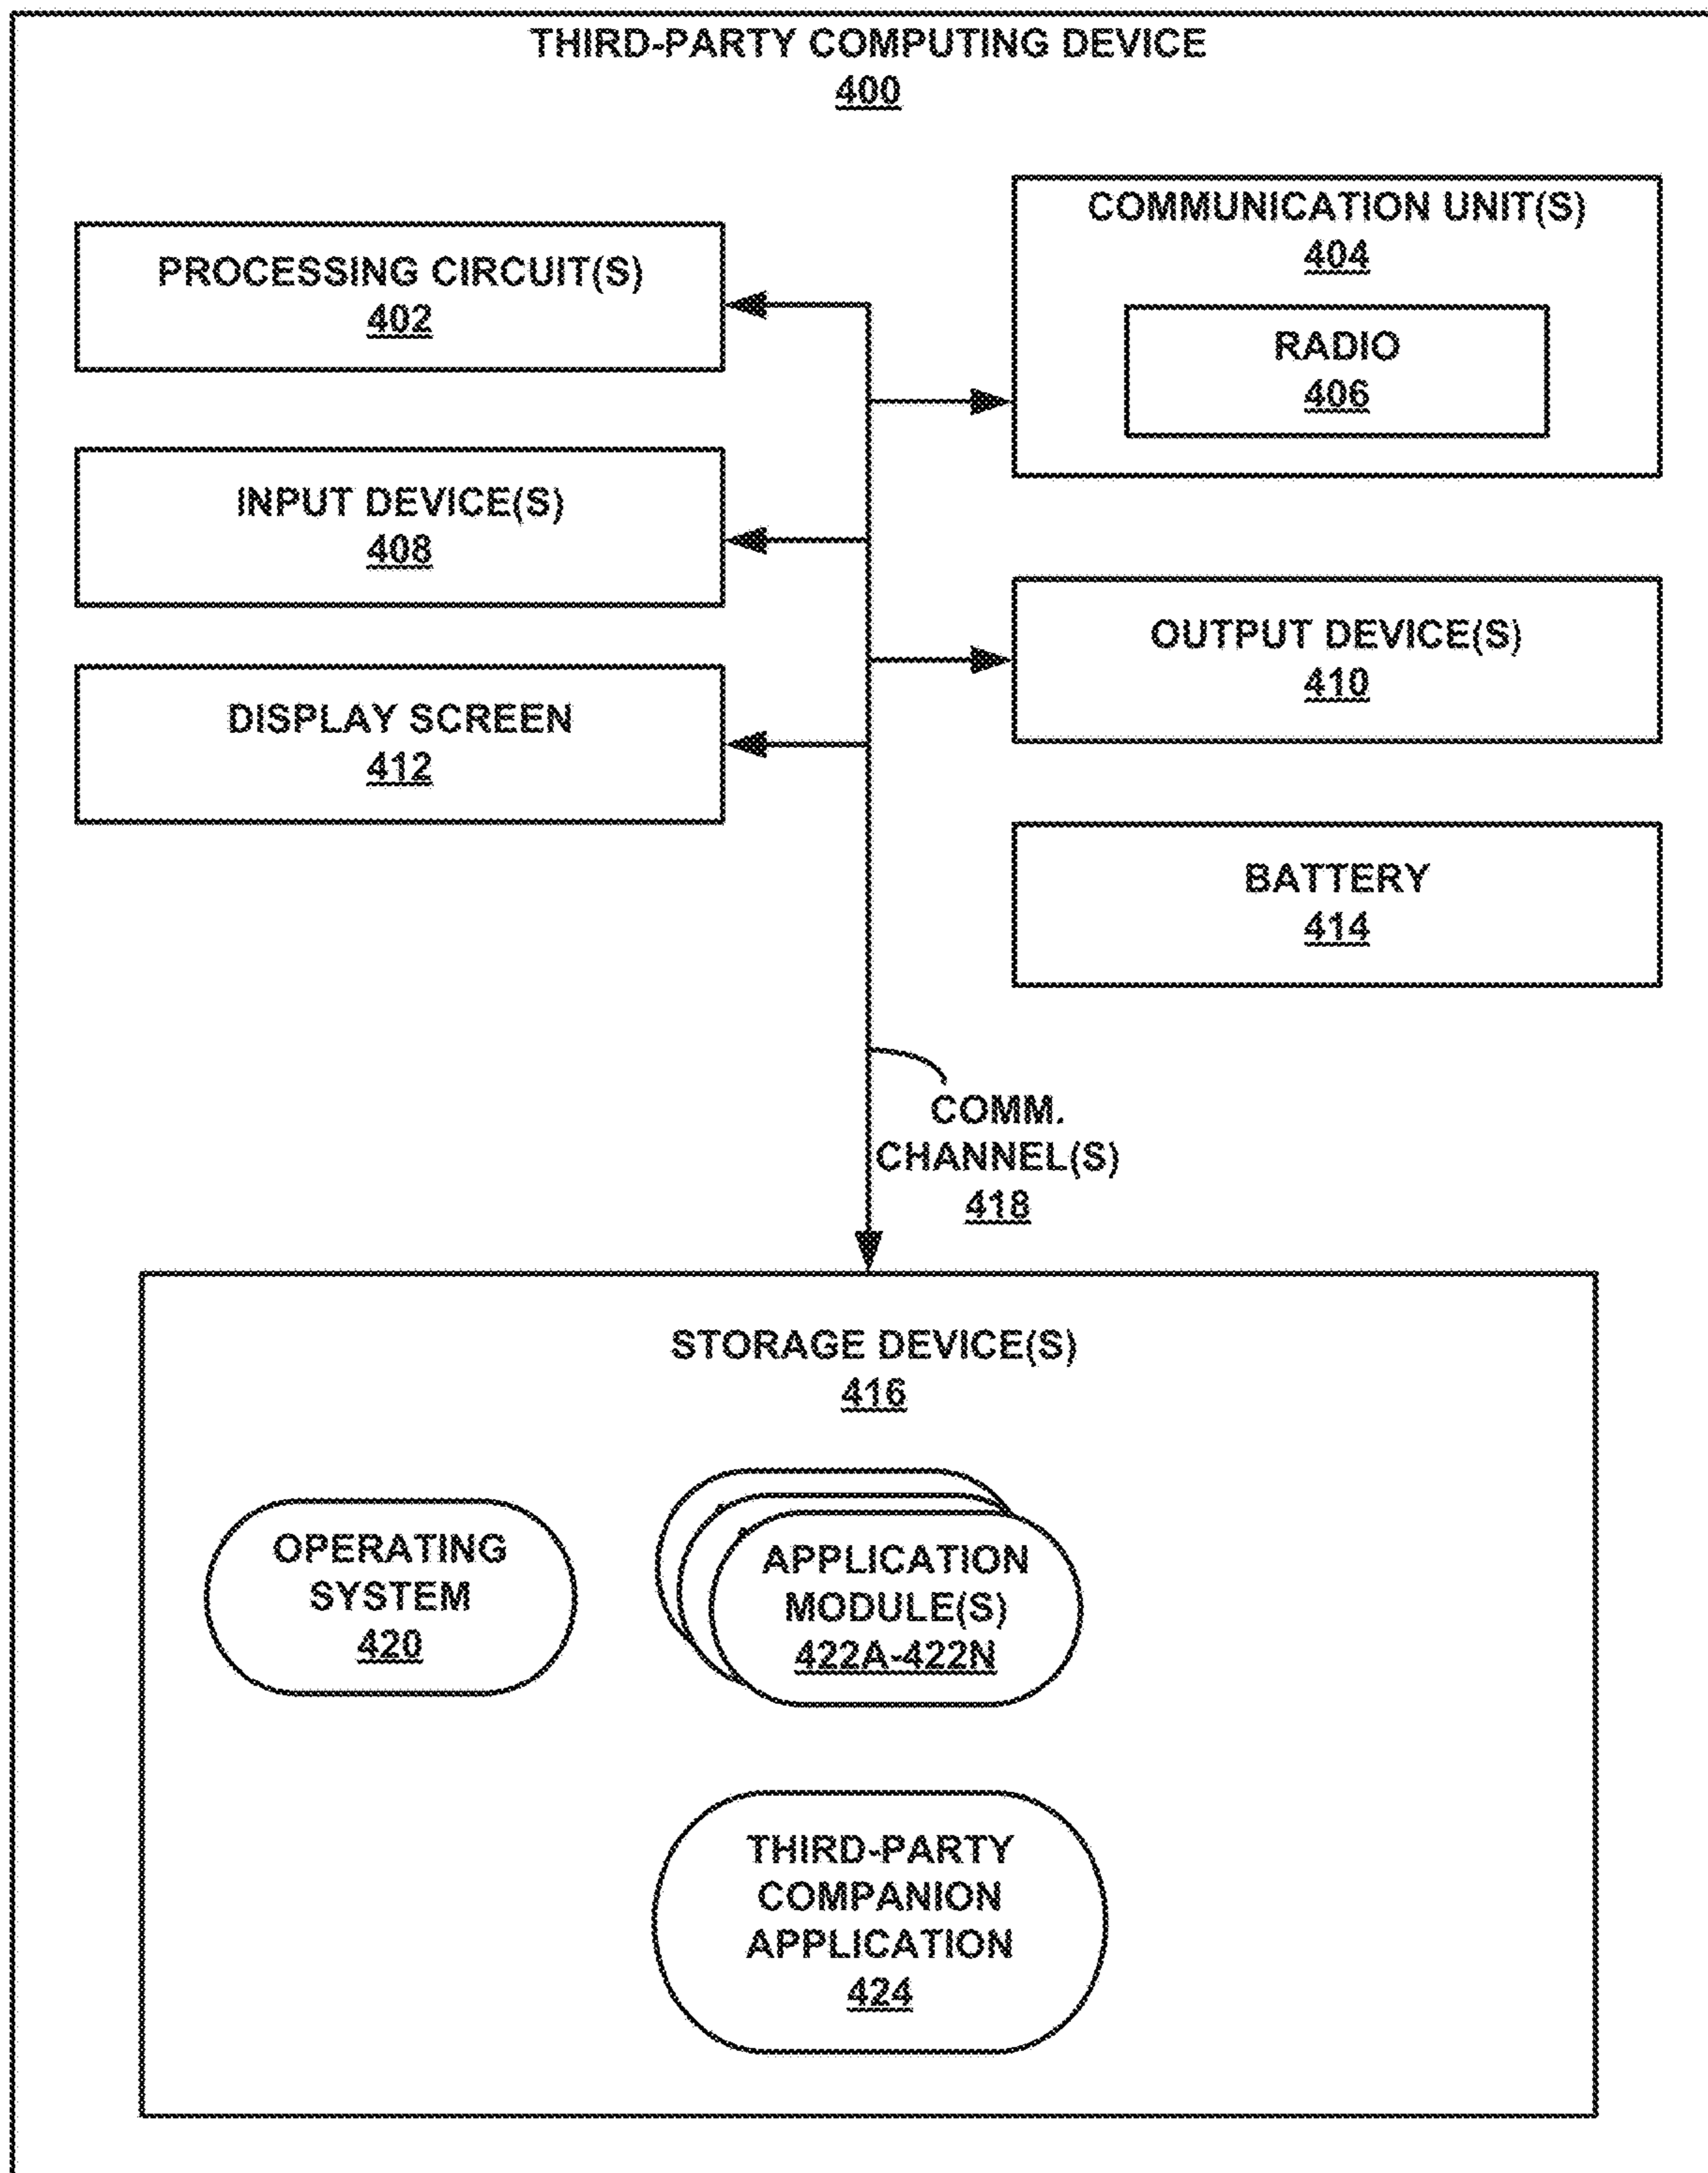 THIRD-PARTY COMPUTING DEVICE
400
PROCESSING CIRCUIT(S)
402
COMMUNICATION UNIT(S)
404
RADIO
406
INPUT DEVICE(S)
408
OUTPUT DEVICE(S)
410
DISPLAY SCREEN
412
BATTERY
414
COMM.
CHANNEL(S)
418
STORAGE DEVICE(S)
416
OPERATING
SYSTEM
420
APPLICATION
MODULE(S)
422A-422N
THIRD-PARTY
COMPANION
APPLICATION
424